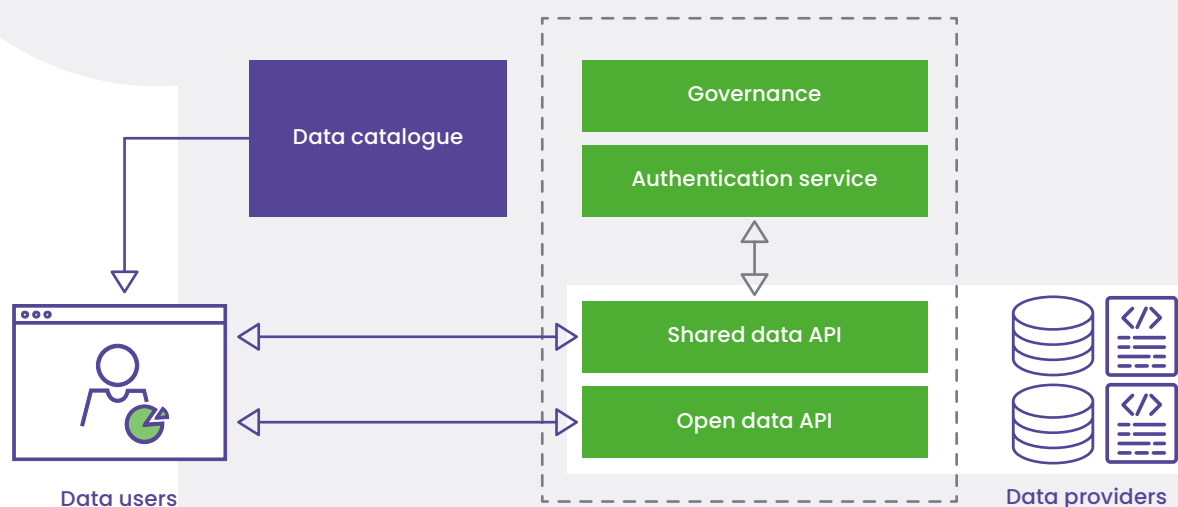 Governance
Data catalogue
Authentication service
Shared data API
</>
Open data API
</>
Data users
Data providers